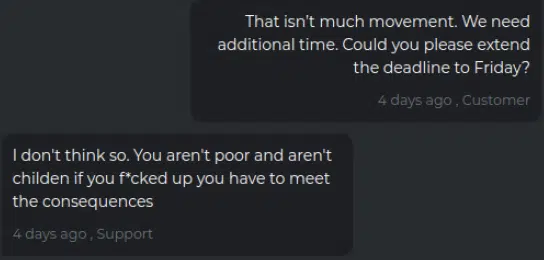 That isn't much movement. We need
additional time. Could you please extend
the deadline to Friday?
4 days ago , Customer
I don't think so. You aren't poor and aren't
childen if you f*cked up you have to meet
the consequences
4 days ago , Support